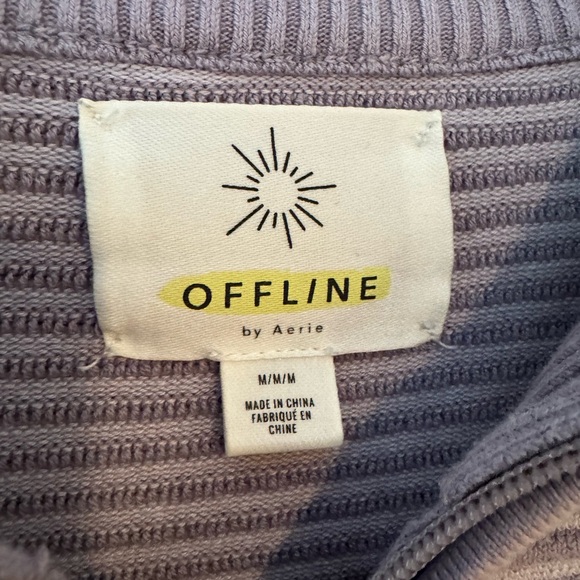 OFFLINE
by Aerie
M/M/M
MADE IN CHINA
FABRIQUÉ EN
CHINE